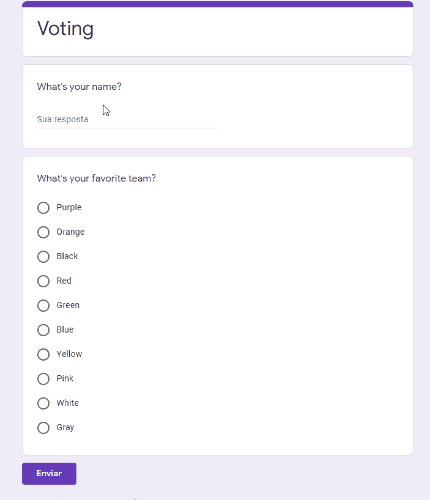 Voting
What's your name?
Sua resposta
What's your favorite team?
Purple
Orange
Black
Red
Green
Blue
Yellow
Pink
White
Gray
Enviar